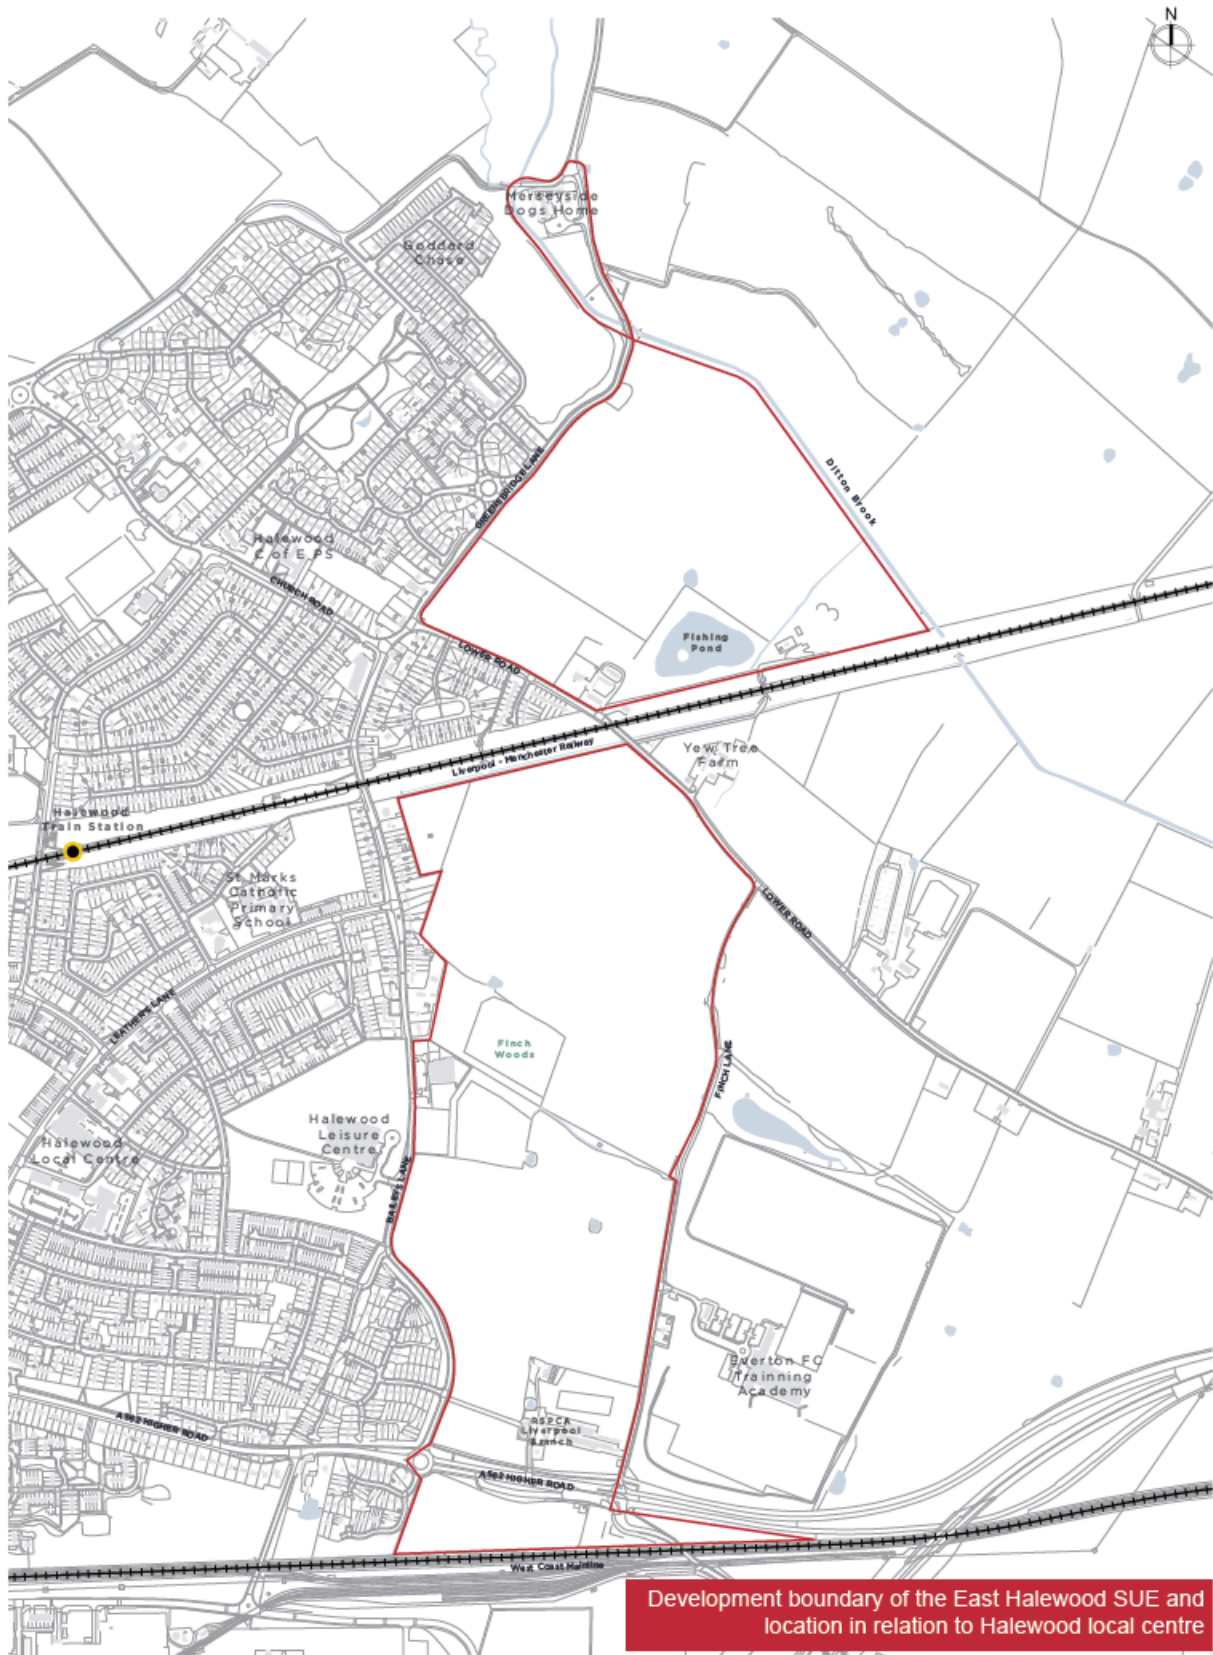 N
Merseyside
Dogs Home
Goddard
Chase
GREENSBRIDGE LANE
Ditton Brook
Halewood
C of E PS
CHURCH ROAD
LOWER ROAD
Fishing
Pond
Liverpool - Manchester Railway
Yew Tree
Farm
Halewood
Train Station
St Marks
Catholic
Primary
School
LOWER ROAD
LEATHERS LANE
Finch
Woods
FINCH LANE
Halewood
Leisure
Centre
Halewood
Local Centre
BAILEYS LANE
Everton FC
Trainning
Academy
RSPCA
Liverpool
Branch
A562 HIGHER ROAD
A562 HIGHER ROAD
West Coast Mainline
Development boundary of the East Halewood SUE and
location in relation to Halewood local centre